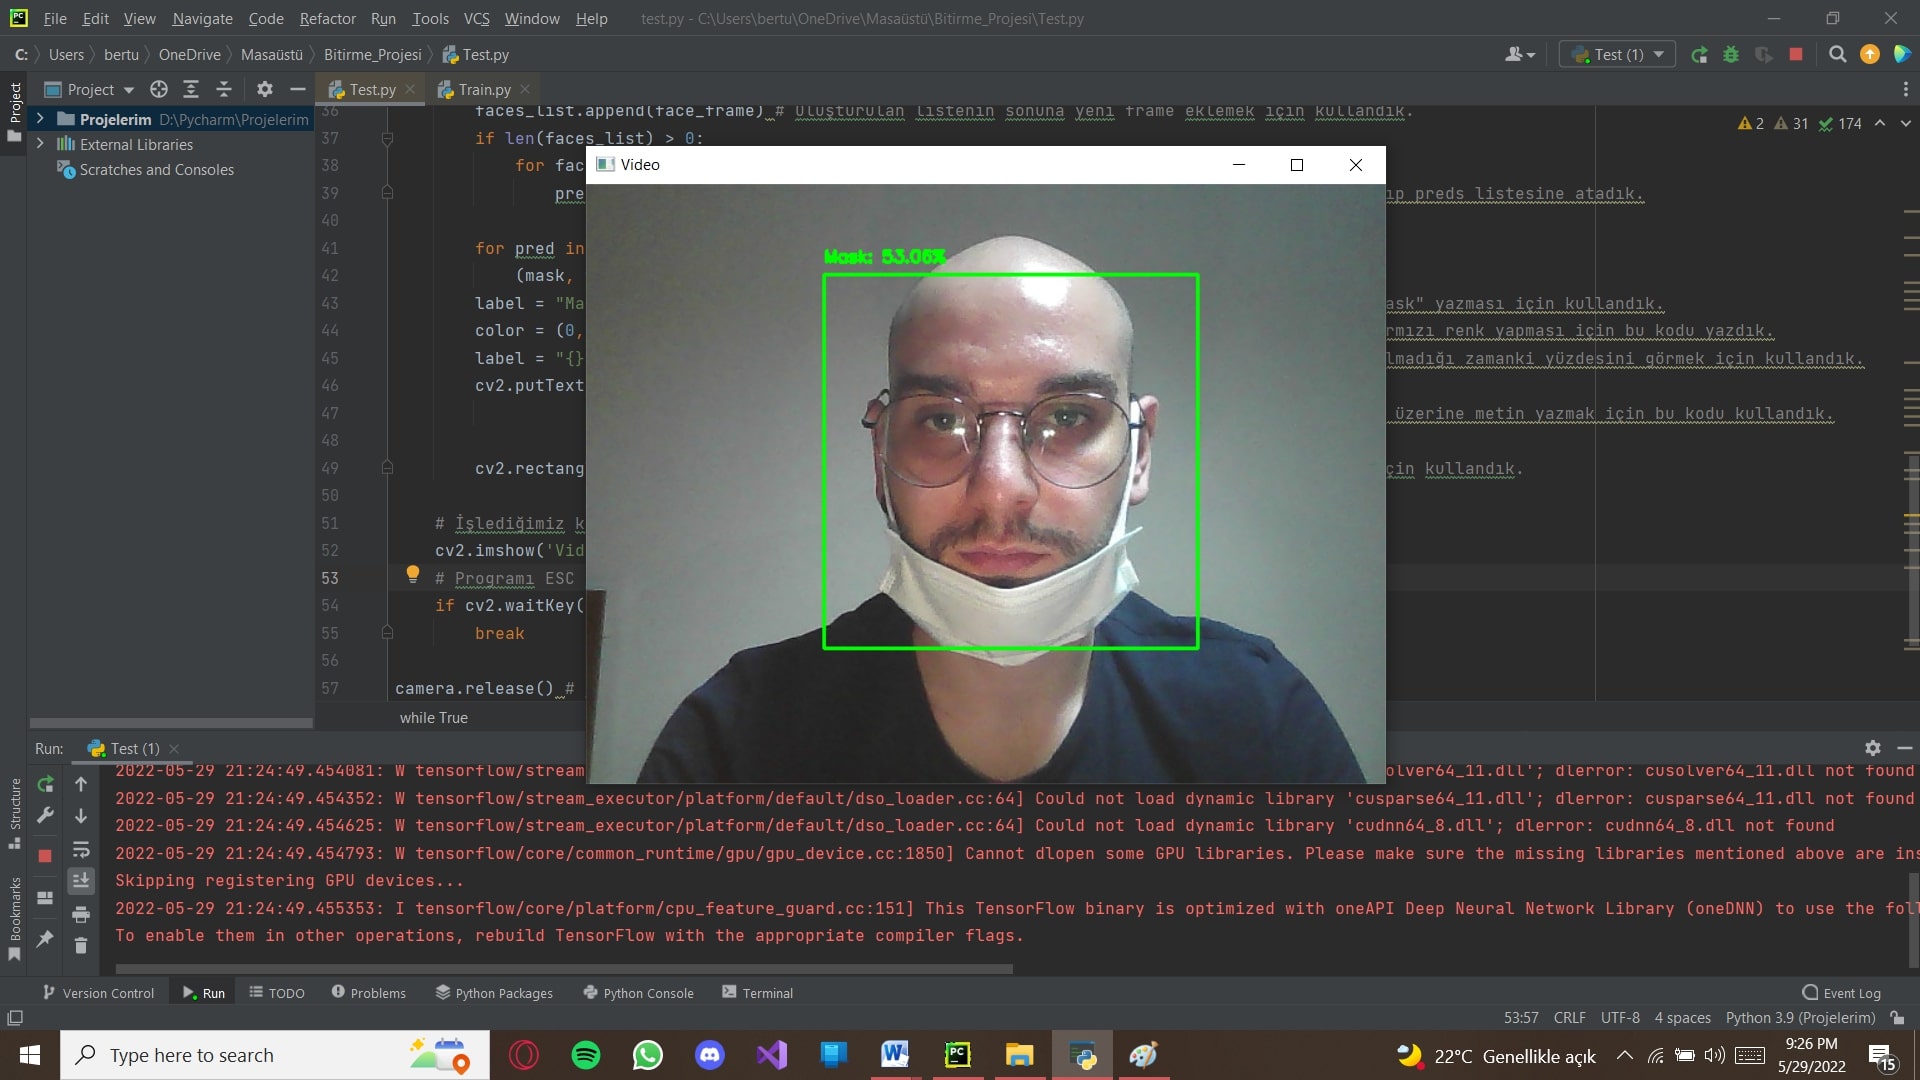 File Edit View Navigate Code Refactor Run Tools VCS Window Help test.py - C:\Users\bertu\OneDrive\Masaüstü\Bitirme_Projesi\Test.py
C: Users bertu OneDrive Masaüstü Bitirme_Projesi Test.py Test (1)
Project Test.py Train.py
Project
Projelerim D:\Pycharm\Projelerim
External Libraries
Scratches and Consoles
2 31 174
36 faces_list.append(face_frame) # Oluşturulan listenin sonuna yeni frame eklemek için kullandık.
37 if len(faces_list) > 0:
38 for fac
39 pre ıp preds listesine atadık.
40
41 for pred in
42 (mask,
43 label = "Ma ask" yazması için kullandık.
44 color = (0, rmızı renk yapması için bu kodu yazdık.
45 label = "{} lmadığı zamanki yüzdesini görmek için kullandık.
46 cv2.putText
47 üzerine metin yazmak için bu kodu kullandık.
48
49 cv2.rectang çin kullandık.
50
51 # İşlediğimiz k
52 cv2.imshow('Vid
53 # Programı ESC
54 if cv2.waitKey(
55 break
56
57 camera.release() #
while True
Video
Mask: 53.06%
Run: Test (1)
2022-05-29 21:24:49.454081: W tensorflow/stream solver64_11.dll'; dlerror: cusolver64_11.dll not found
2022-05-29 21:24:49.454352: W tensorflow/stream_executor/platform/default/dso_loader.cc:64] Could not load dynamic library 'cusparse64_11.dll'; dlerror: cusparse64_11.dll not found
2022-05-29 21:24:49.454625: W tensorflow/stream_executor/platform/default/dso_loader.cc:64] Could not load dynamic library 'cudnn64_8.dll'; dlerror: cudnn64_8.dll not found
2022-05-29 21:24:49.454793: W tensorflow/core/common_runtime/gpu/gpu_device.cc:1850] Cannot dlopen some GPU libraries. Please make sure the missing libraries mentioned above are ins
Skipping registering GPU devices...
2022-05-29 21:24:49.455353: I tensorflow/core/platform/cpu_feature_guard.cc:151] This TensorFlow binary is optimized with oneAPI Deep Neural Network Library (oneDNN) to use the fol
To enable them in other operations, rebuild TensorFlow with the appropriate compiler flags.
Structure
Bookmarks
Version Control Run TODO Problems Python Packages Python Console Terminal Event Log
53:57 CRLF UTF-8 4 spaces Python 3.9 (Projelerim)
Type here to search
22°C Genellikle açık
9:26 PM
5/29/2022
15